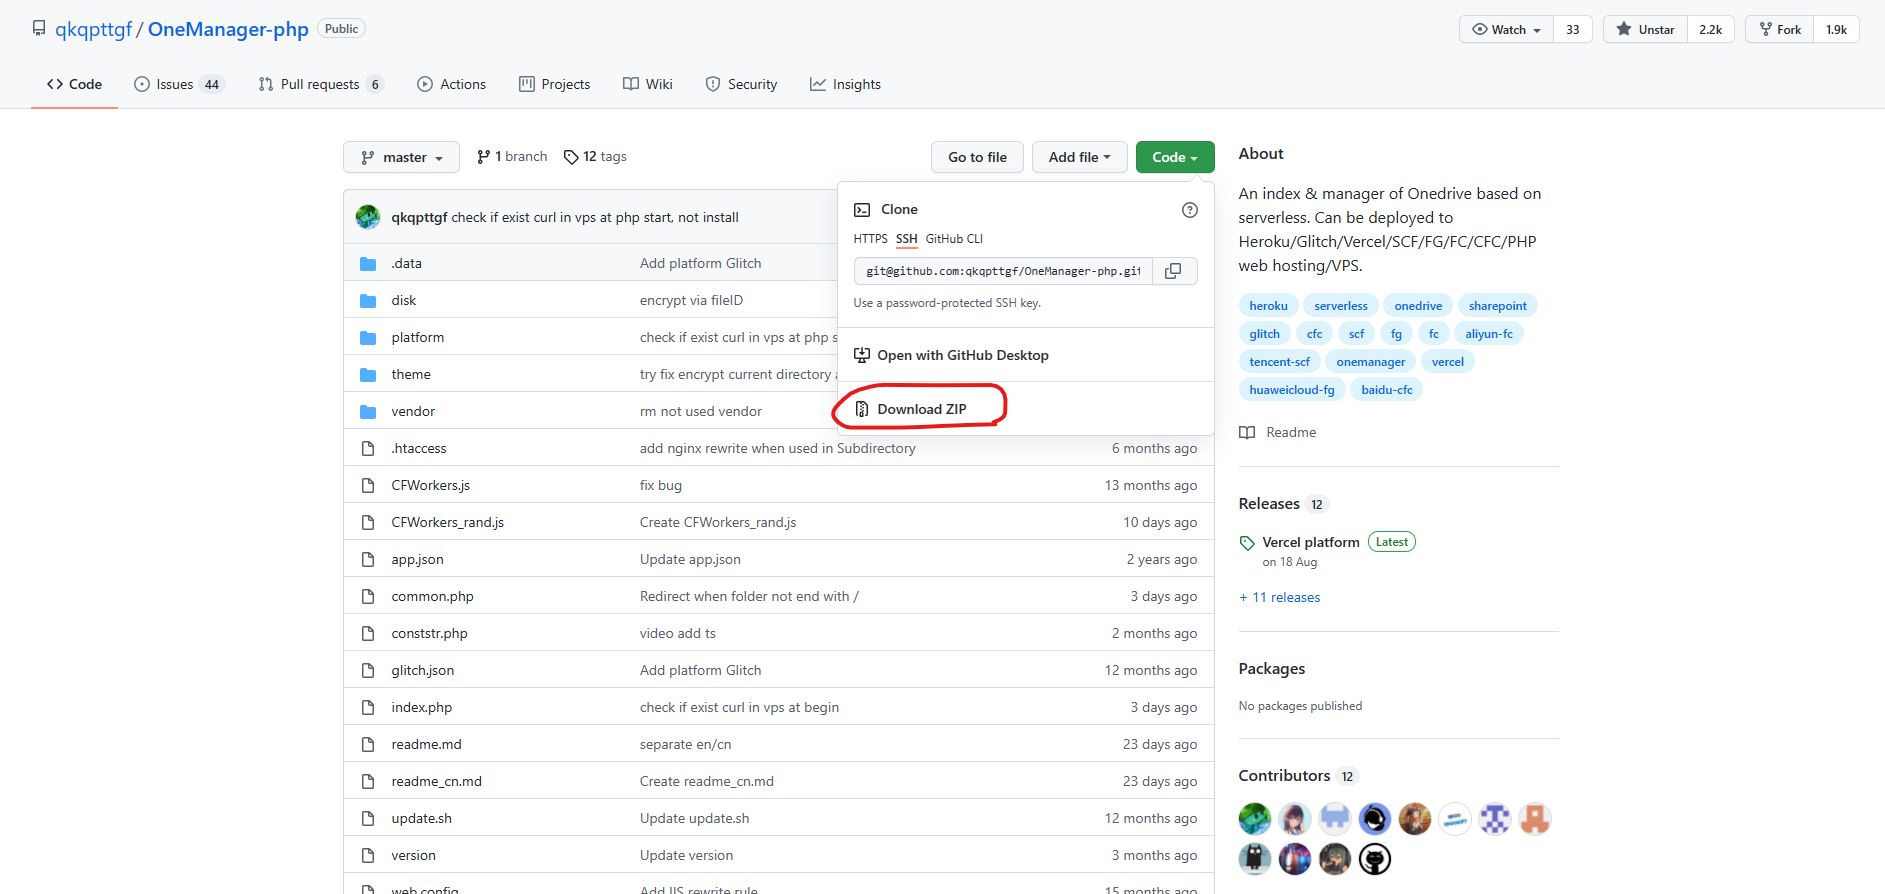 qkqpttgf / OneManager-php Public
Watch 33 Unstar 2.2k Fork 1.9k
Code Issues 44 Pull requests 6 Actions Projects Wiki Security Insights
master 1 branch 12 tags Go to file Add file Code
qkqpttgf check if exist curl in vps at php start, not install
.data Add platform Glitch
disk encrypt via fileID
platform check if exist curl in vps at php s
theme try fix encrypt current directory
vendor rm not used vendor
.htaccess add nginx rewrite when used in Subdirectory 6 months ago
CFWorkers.js fix bug 13 months ago
CFWorkers_rand.js Create CFWorkers_rand.js 10 days ago
app.json Update app.json 2 years ago
common.php Redirect when folder not end with / 3 days ago
conststr.php video add ts 2 months ago
glitch.json Add platform Glitch 12 months ago
index.php check if exist curl in vps at begin 3 days ago
readme.md separate en/cn 23 days ago
readme_cn.md Create readme_cn.md 23 days ago
update.sh Update update.sh 12 months ago
version Update version 3 months ago
web.config Add IIS rewrite rule 15 months ago
Clone
HTTPS SSH GitHub CLI
git@github.com:qkqpttgf/OneManager-php.git
Use a password-protected SSH key.
Open with GitHub Desktop
Download ZIP
About
An index & manager of Onedrive based on
serverless. Can be deployed to
Heroku/Glitch/Vercel/SCF/FG/FC/CFC/PHP
web hosting/VPS.
heroku serverless onedrive sharepoint
glitch cfc scf fg fc aliyun-fc
tencent-scf onemanager vercel
huaweicloud-fg baidu-cfc
Readme
Releases 12
Vercel platform Latest
on 18 Aug
+ 11 releases
Packages
No packages published
Contributors 12